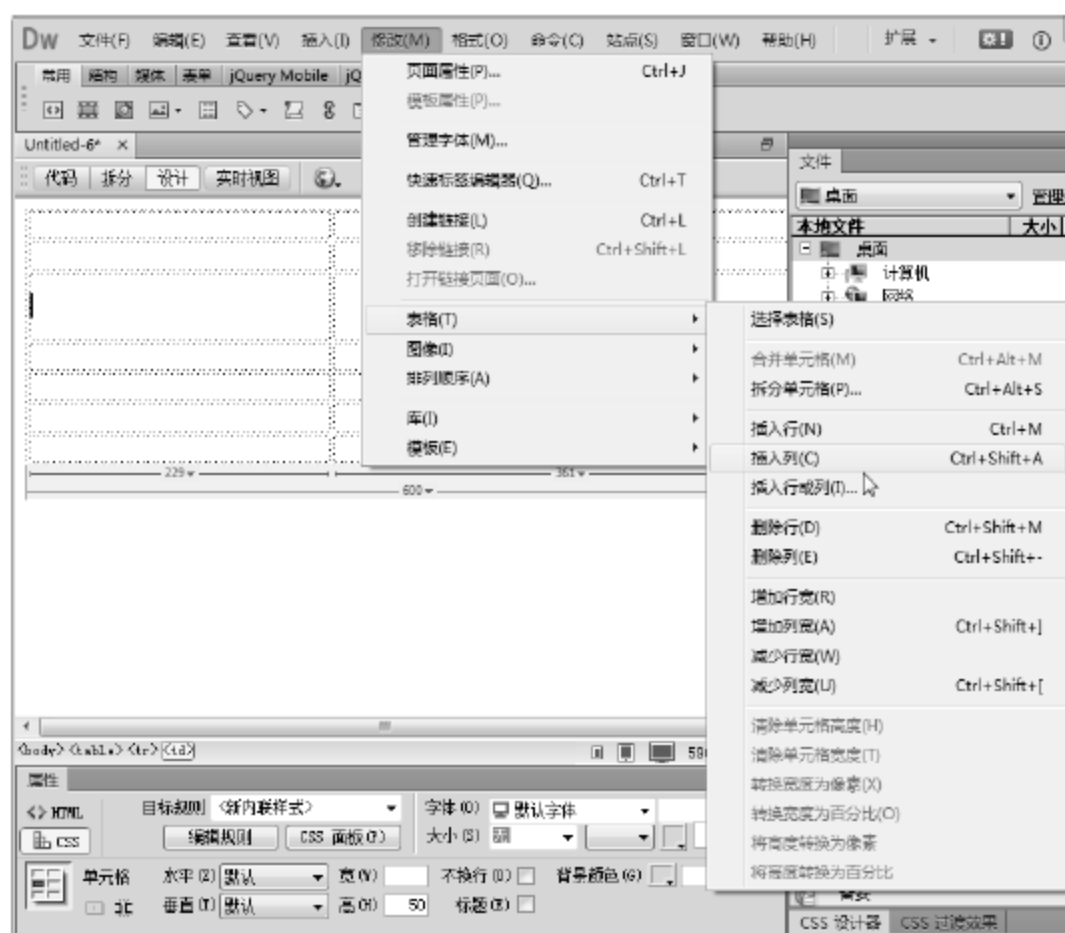 Dw 文件(F) 编辑(E) 查看(V) 插入(I) 修改(M) 格式(O) 命令(C) 站点(S) 窗口(W) 帮助(H) 扩展
常用 结构 媒体 表单 jQuery Mobile jQ
Untitled-6* ×
代码 拆分 设计 实时视图
页面属性(P)... Ctrl+J
模板属性(P)...
管理字体(M)...
快速标签编辑器(Q)... Ctrl+T
创建链接(L) Ctrl+L
移除链接(R) Ctrl+Shift+L
打开链接页面(O)...
表格(T)
图像(I)
排列顺序(A)
库(I)
模板(E)
文件
桌面 管理
本地文件 大小
桌面
计算机
网络
选择表格(S)
合并单元格(M) Ctrl+Alt+M
拆分单元格(P)... Ctrl+Alt+S
插入行(N) Ctrl+M
插入列(C) Ctrl+Shift+A
插入行或列(I)...
删除行(D) Ctrl+Shift+M
删除列(E) Ctrl+Shift+-
增加行宽(R)
增加列宽(A) Ctrl+Shift+]
减少行宽(W)
减少列宽(U) Ctrl+Shift+[
清除单元格高度(H)
清除单元格宽度(T)
转换宽度为像素(X)
转换宽度为百分比(O)
将高度转换为像素
将高度转换为百分比
229 361
600
<body> <table> <tr> <td>
属性
<> HTML 目标规则 <新内联样式> 字体(O) 默认字体
CSS 编辑规则 CSS 面板(P) 大小(S)
单元格 水平(Z) 默认 宽(W) 不换行(O) 背景颜色(G)
垂直(T) 默认 高(H) 50 标题(E)
CSS 设计器 CSS 过渡效果